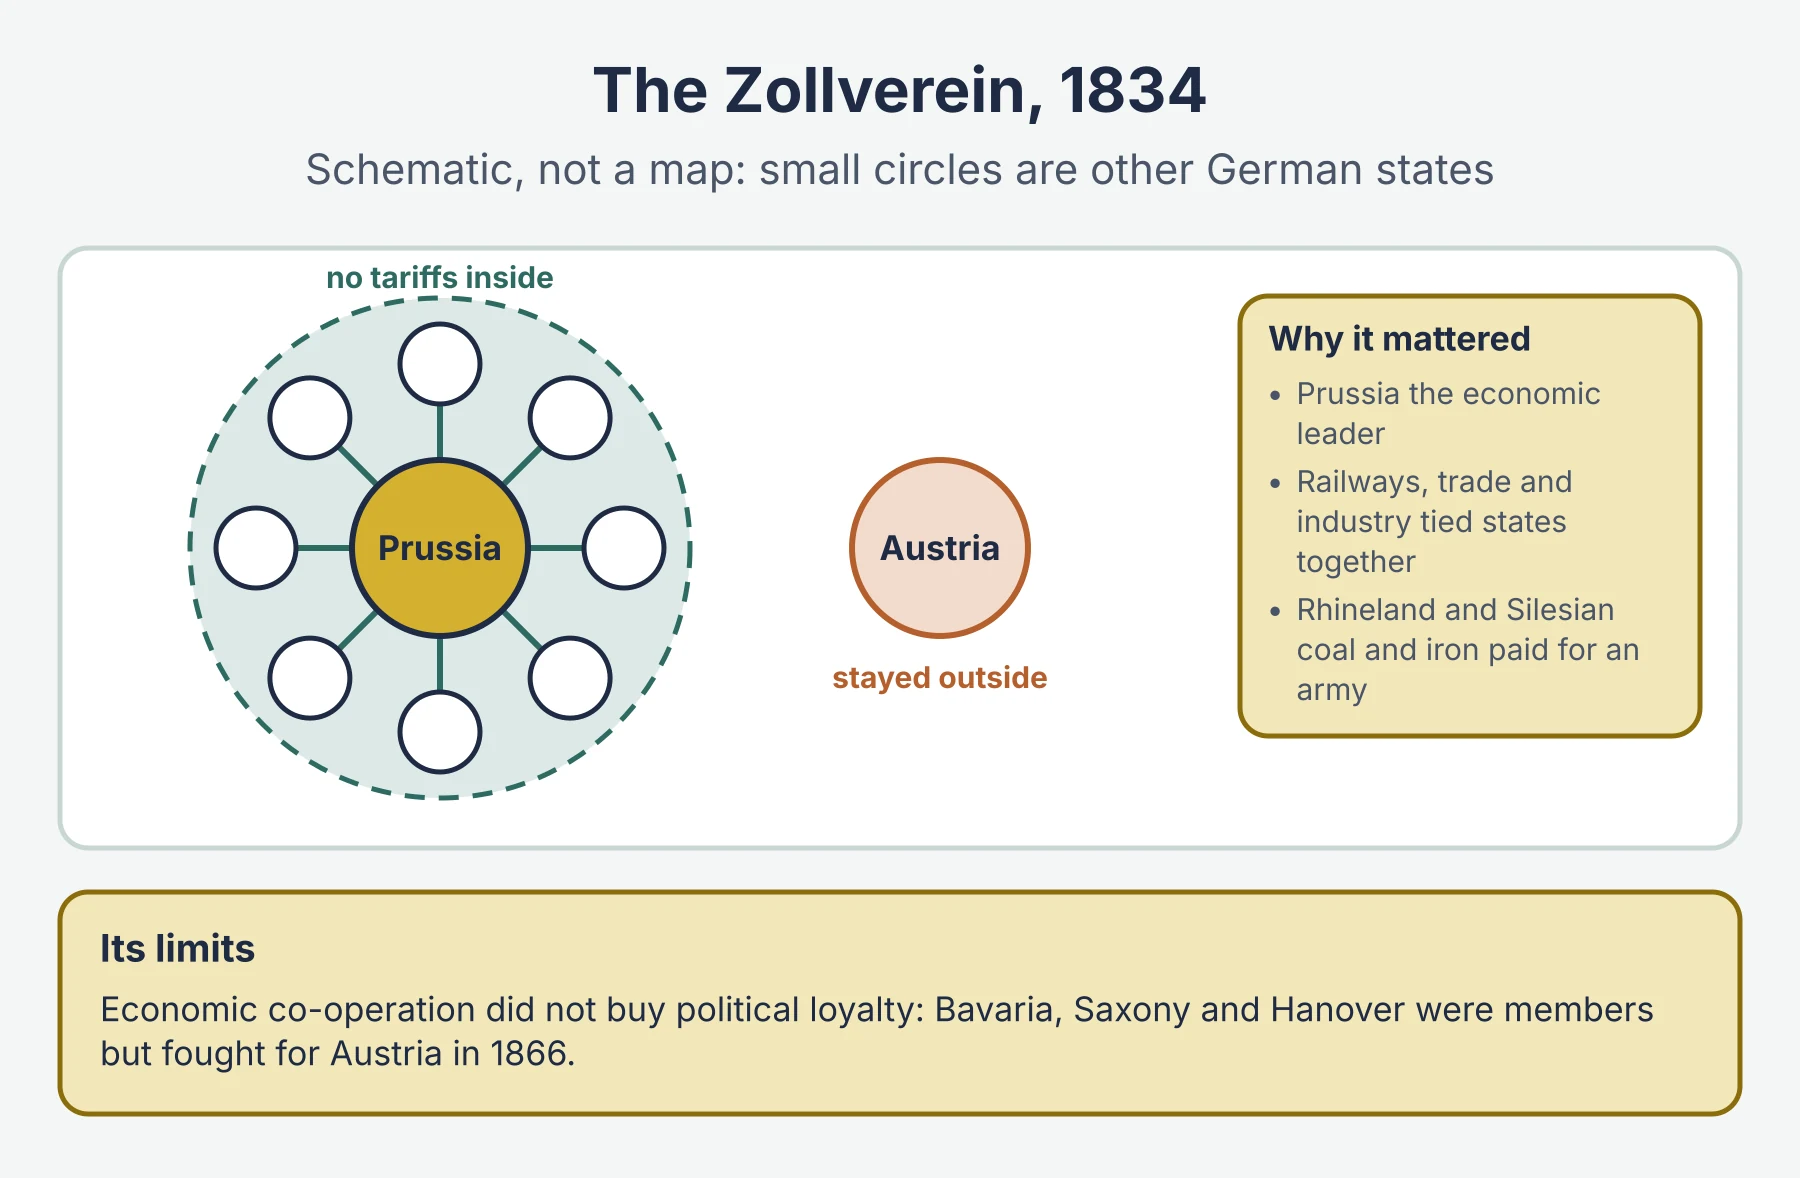 The Zollverein, 1834
Schematic, not a map: small circles are other German states
no tariffs inside
Prussia
Austria
stayed outside
Why it mattered
• Prussia the economic
leader
• Railways, trade and
industry tied states
together
• Rhineland and Silesian
coal and iron paid for an
army
Its limits
Economic co-operation did not buy political loyalty: Bavaria, Saxony and Hanover were members
but fought for Austria in 1866.